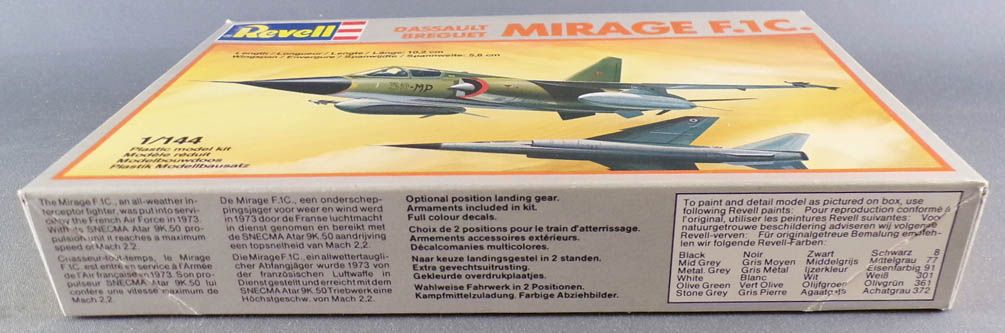 Revell
DASSAULT
BREGUET
MIRAGE F.1C.
Length / Longueur / Lengte / Länge: 10,2 cm
Wingspan / Envergure / Spanwijdte / Spannweite: 5,8 cm
1/144
Plastic model kit
Modèle réduit
Modelbouwdoos
Plastik Modellbausatz
The Mirage F.1C., an all-weather in-
terceptor fighter, was put into servi-
ce by the French Air Force in 1973.
With its SNECMA Atar 9K.50 pro-
pulsion unit it reaches a maximum
speed of Mach 2,2.
Chasseur tout-temps, le Mirage
F.1C. est entré en service à l'Armée
de l'Air française en 1973. Son pro-
pulseur SNECMA Atar 9K.50 lui
confère une vitesse maximum de
Mach 2,2.
De Mirage F.1C., een onderschep-
pingsjager voor weer en wind werd
in 1973 door de Franse luchtmacht
in dienst genomen en bereikt met
de SNECMA Atar 9K.50 aandrijving
een topsnelheid van Mach 2,2.
Die Mirage F.1C., ein allwettertaugli-
cher Abfangjäger wurde 1973 von
der französischen Luftwaffe in
Dienst gestellt und erreicht mit dem
SNECMA Atar 9K.50 Triebwerk eine
Höchstgeschw. von Mach 2,2.
Optional position landing gear.
Armaments included in kit.
Full colour decals.
Choix de 2 positions pour le train d'atterrissage.
Armements accessoires extérieurs.
Décalcomanies multicolores.
Naar keuze landingsgestel in 2 standen.
Extra gevechtsuitrusting.
Gekleurde overdrukplaatjes.
Wahlweise Fahrwerk in 2 Positionen.
Kampfmittelzuladung. Farbige Abziehbilder.
To paint and detail model as pictured on box, use
following Revell paints: Pour reproduction conforme à
l'original, utiliser les peintures Revell suivantes: Voor
natuurgetrouwe beschildering adviseren wij volgende
Revell-verven: Für originalgetreue Bemalung empfeh-
len wir folgende Revell-Farben:
Black Noir Zwart Schwarz 8
Mid Grey Gris Moyen Middelgrijs Mittelgrau 77
Metal. Grey Gris Métal Ijzerkleur Eisenfarbig 91
White Blanc Wit Weiß 301
Olive Green Vert Olive Olijfgroen Olivgrün 361
Stone Grey Gris Pierre Agaatgrijs Achatgrau 372